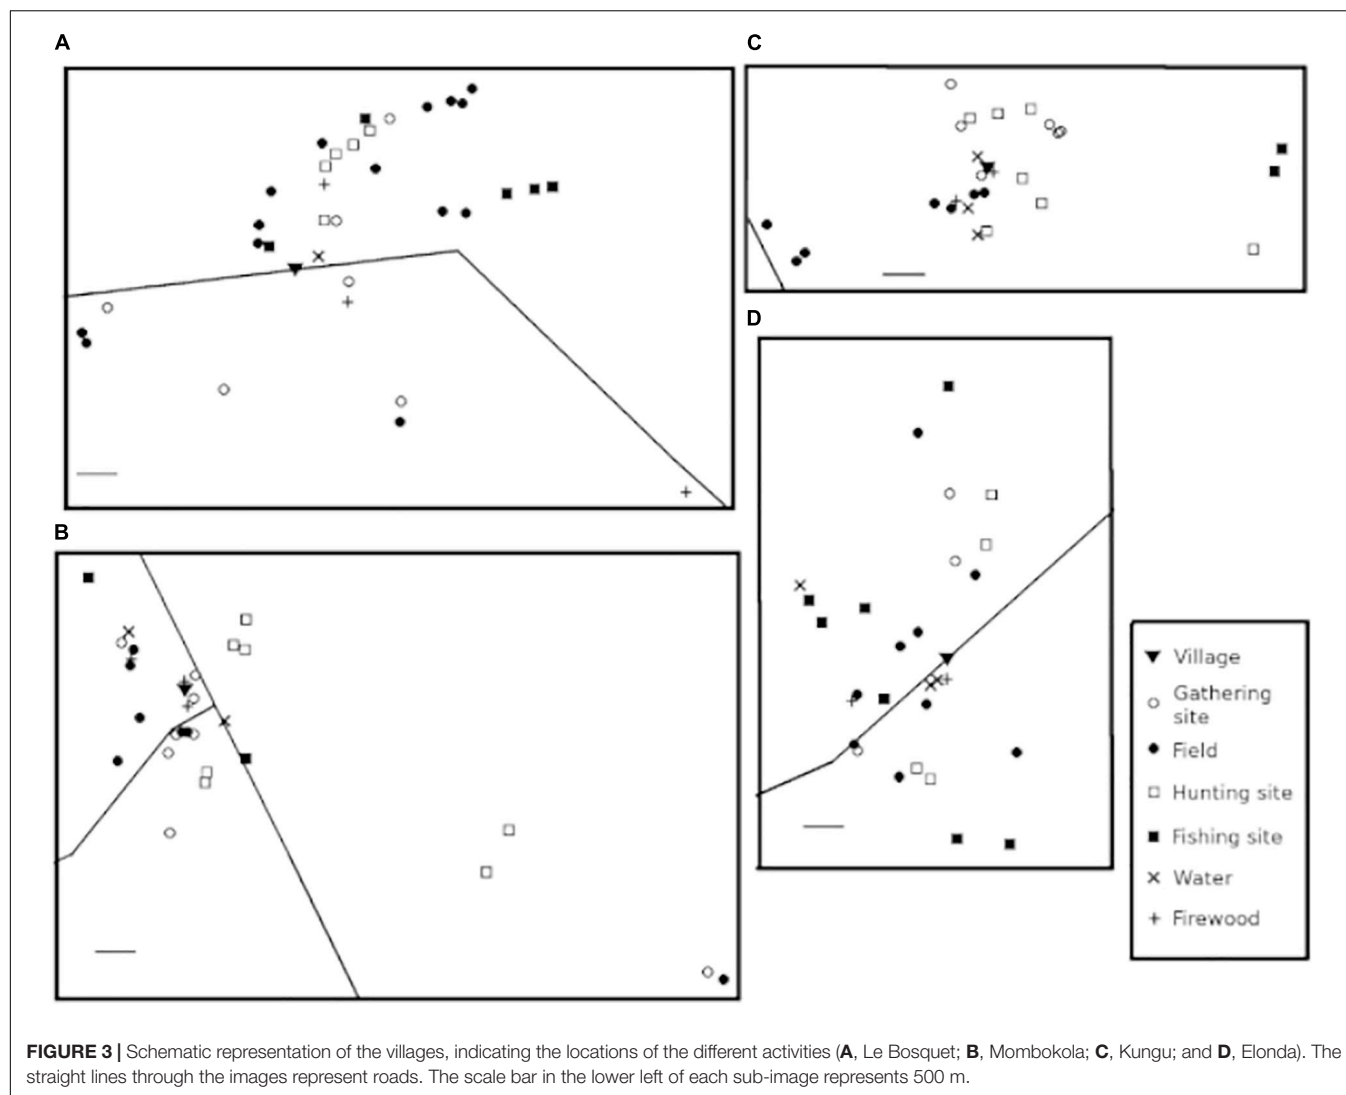 A
C
D
B
Village
Gathering
site
Field
Hunting site
Fishing site
Water
Firewood
FIGURE 3 | Schematic representation of the villages, indicating the locations of the different activities (A, Le Bosquet; B, Mombokola; C, Kungu; and D, Elonda). The
straight lines through the images represent roads. The scale bar in the lower left of each sub-image represents 500 m.